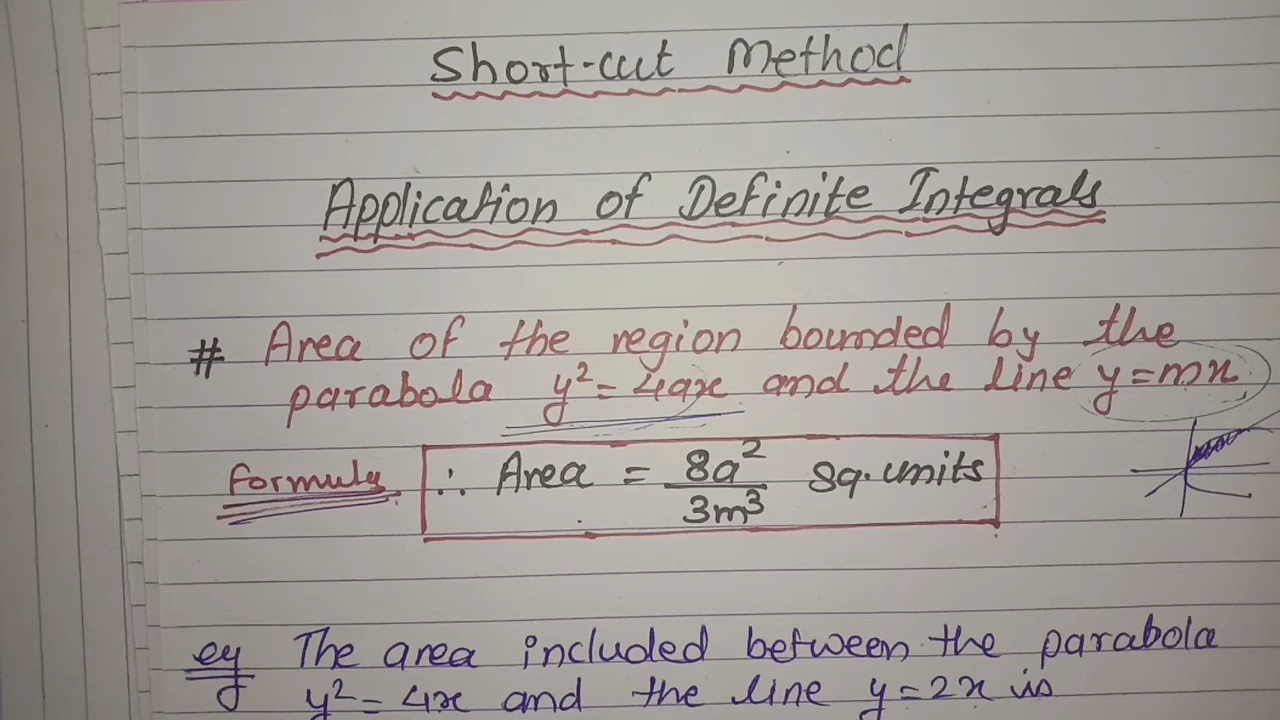 Short-cut Method
Application of Definite Integrals
# Area of the region bounded by the
parabola y² = 4ax and the line y=mx
Formula ∴ Area = 8a²/3m³ sq. units
eg The area included between the parabola
y² = 4x and the line y=2x is